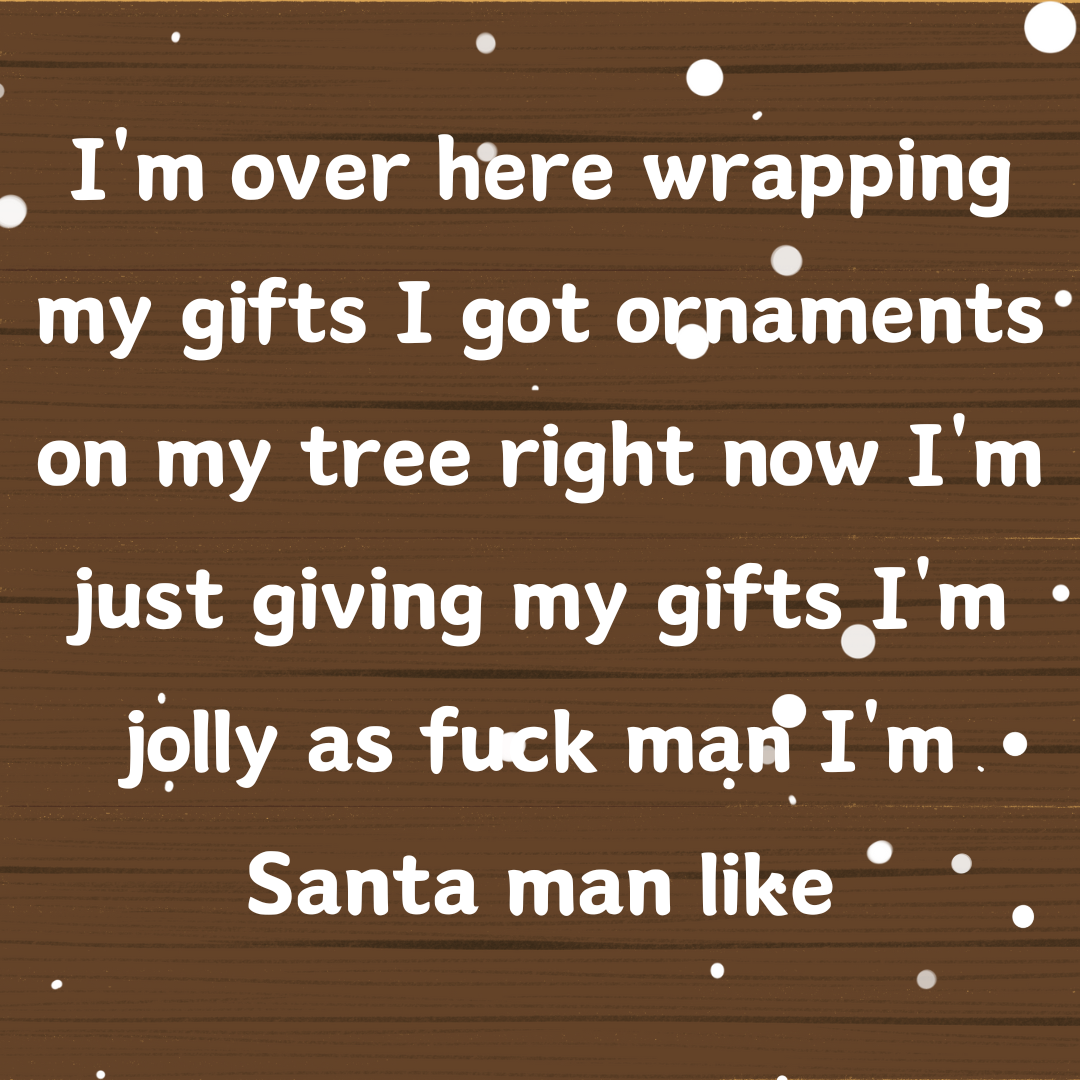 I'm over here wrapping
my gifts I got ornaments
on my tree right now I'm
just giving my gifts I'm
jolly as fuck man I'm
Santa man like